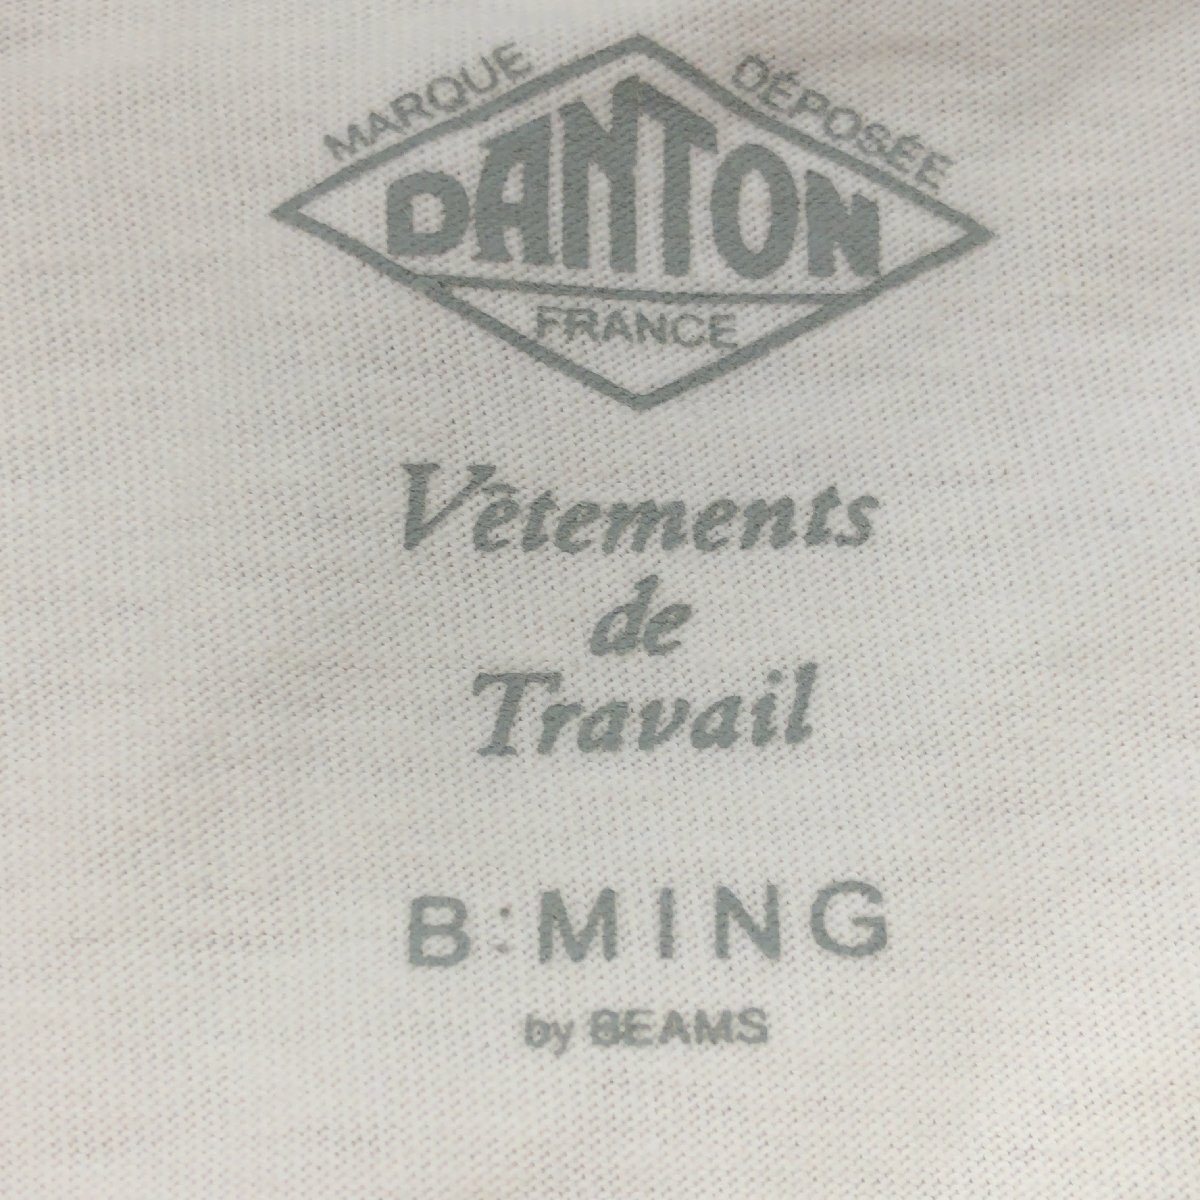 MARQUE DÉPOSÉE
DANTON
FRANCE
Vêtements
de
Travail
B:MING
by BEAMS